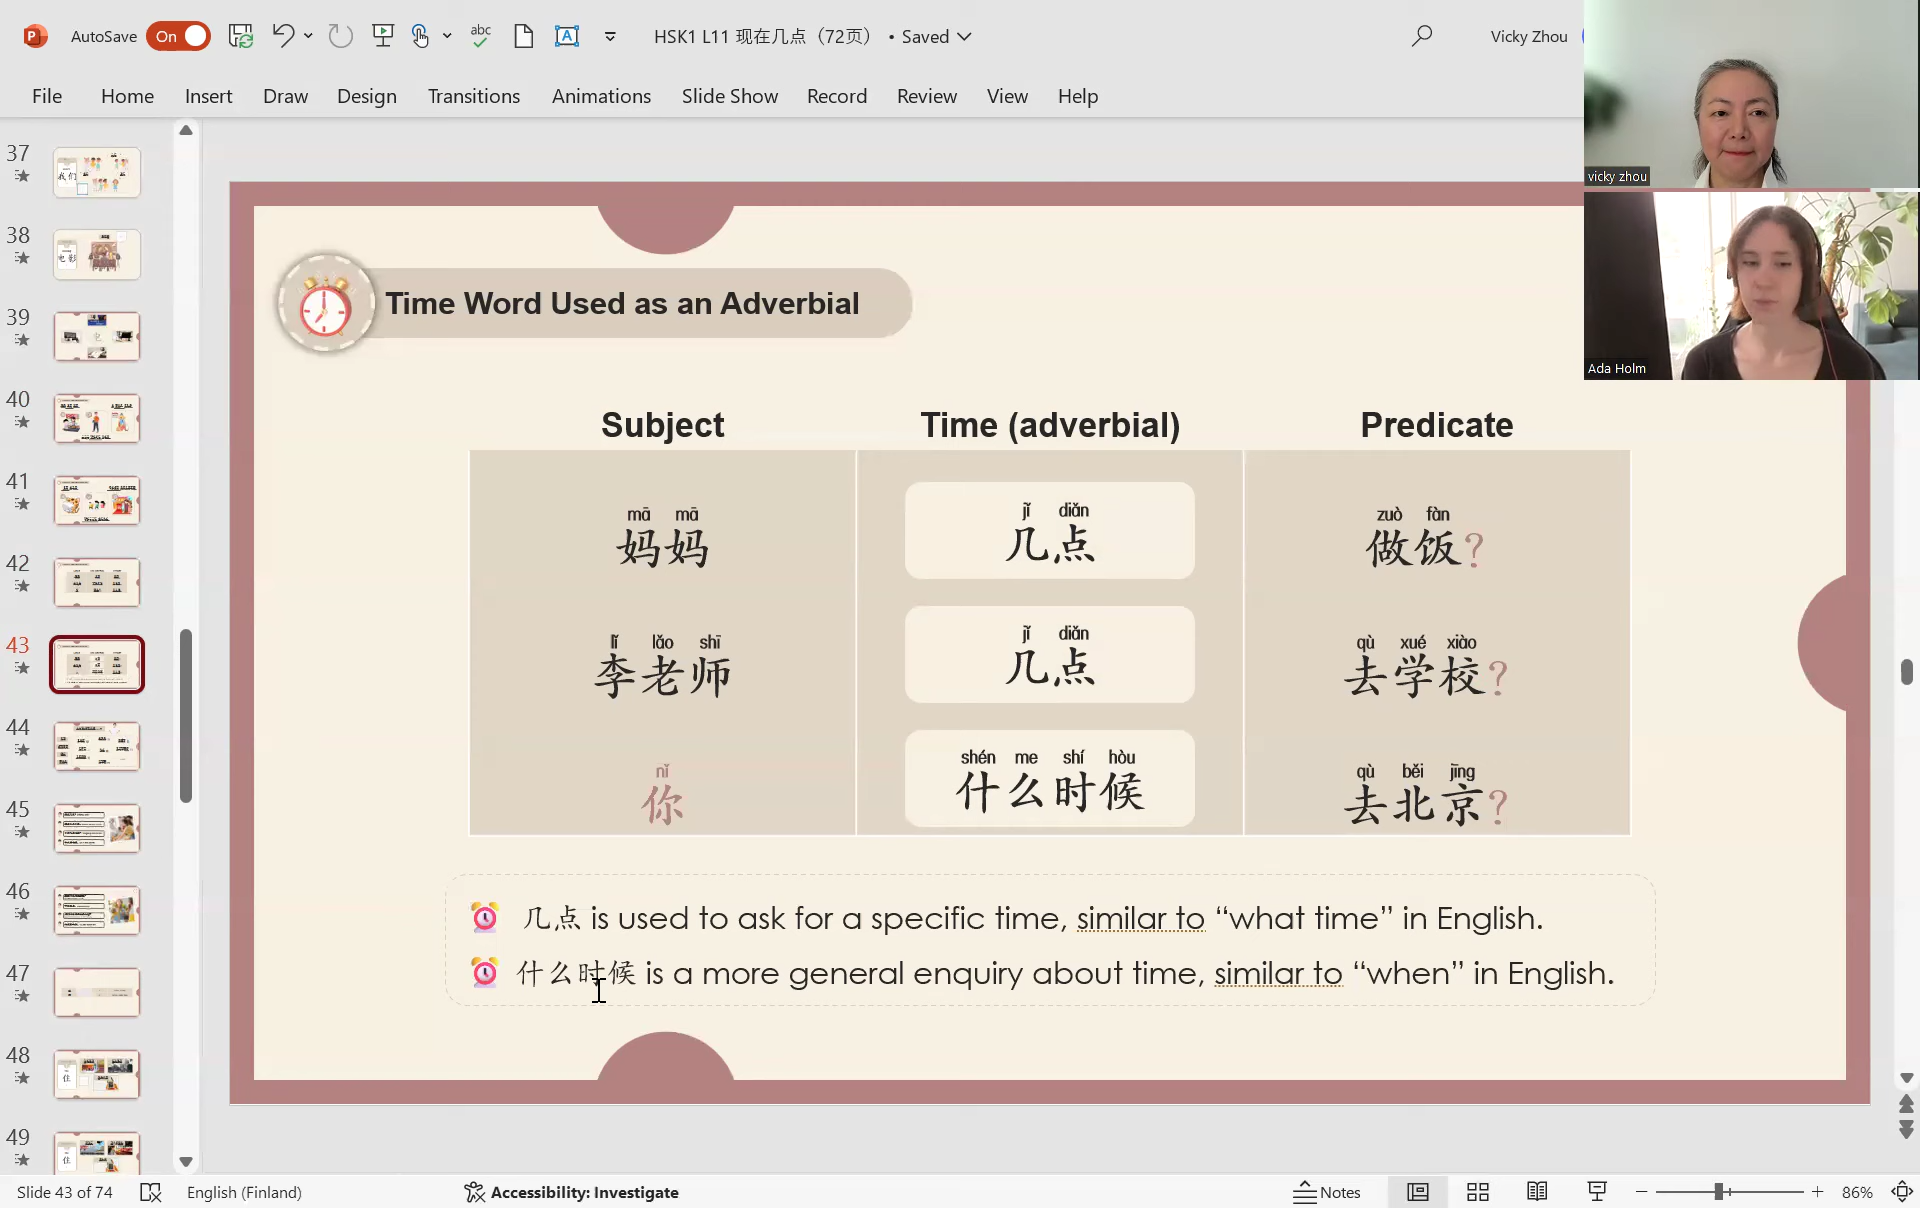 AutoSave On HSK1 L11 现在几点（72页） • Saved Vicky Zhou
File Home Insert Draw Design Transitions Animations Slide Show Record Review View Help
vicky zhou
Ada Holm
37
38
39
40
41
42
43
44
45
46
47
48
49
Time Word Used as an Adverbial
Subject Time (adverbial) Predicate
mā mā jǐ diǎn zuò fàn
妈妈 几点 做饭？
lǐ lǎo shī jǐ diǎn qù xué xiào
李老师 几点 去学校？
nǐ shén me shí hòu qù běi jīng
你 什么时候 去北京？
几点 is used to ask for a specific time, similar to “what time” in English.
什么时候 is a more general enquiry about time, similar to “when” in English.
Slide 43 of 74 English (Finland) Accessibility: Investigate Notes 86%